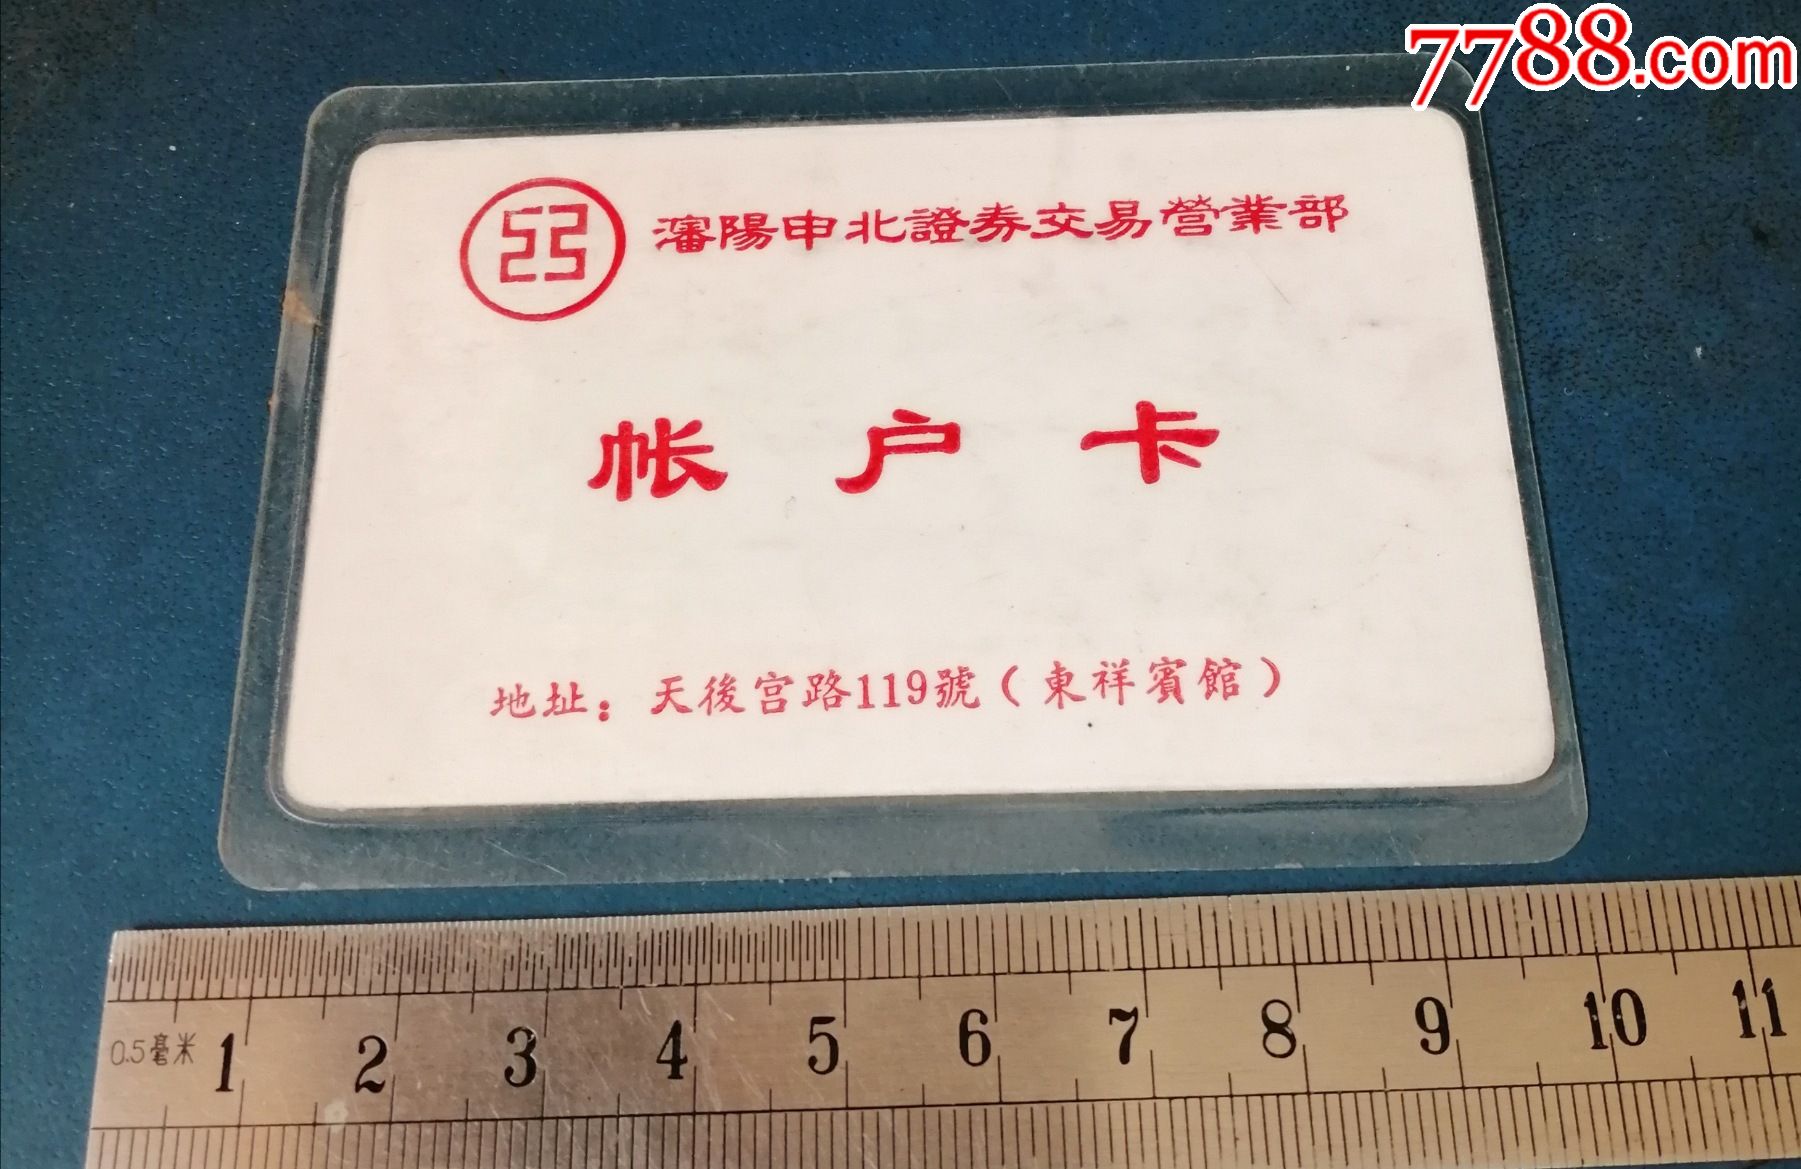 7788.com
瀋陽申北證券交易營業部
帐户卡
地址：天後宫路119號（東祥賓館）
0.5毫米 1 2 3 4 5 6 7 8 9 10 11